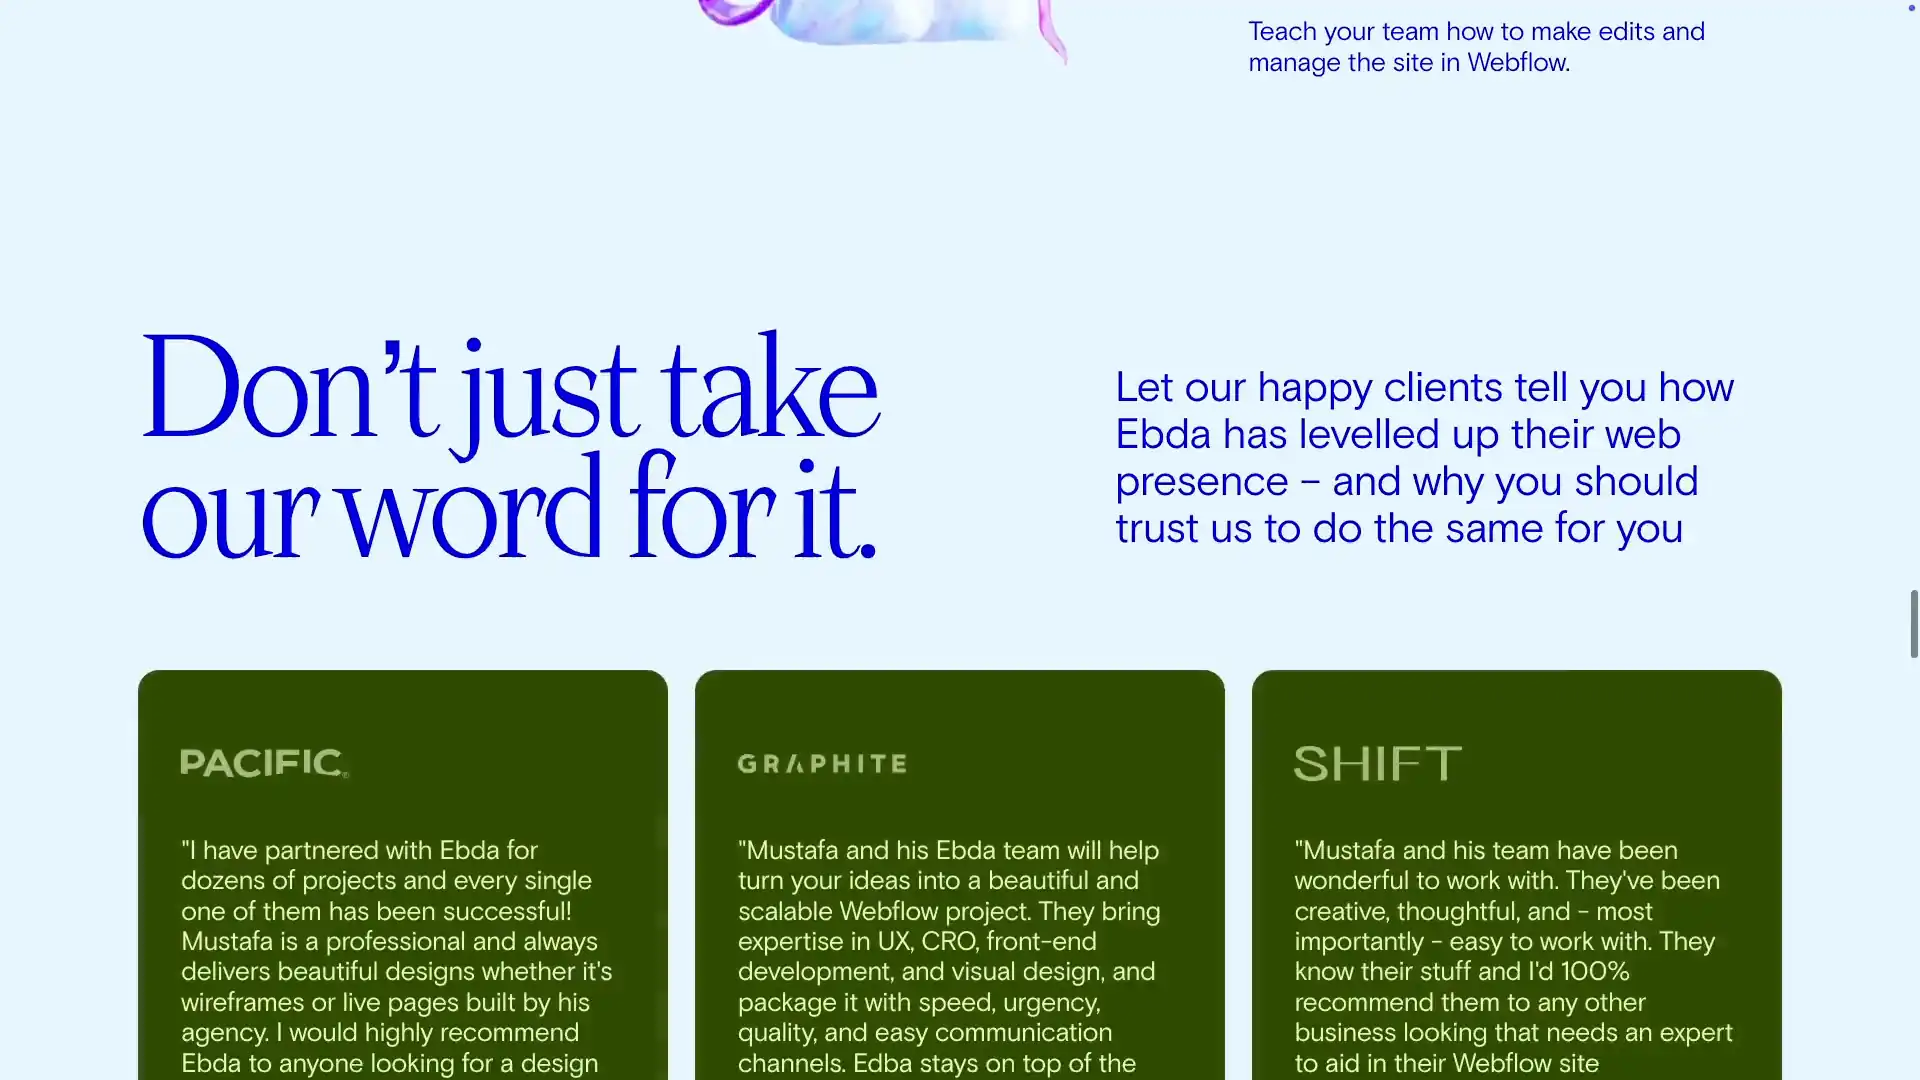 Teach your team how to make edits and
manage the site in Webflow.
Don’t just take
our word for it.
Let our happy clients tell you how
Ebda has levelled up their web
presence – and why you should
trust us to do the same for you
PACIFIC®
"I have partnered with Ebda for
dozens of projects and every single
one of them has been successful!
Mustafa is a professional and always
delivers beautiful designs whether it's
wireframes or live pages built by his
agency. I would highly recommend
Ebda to anyone looking for a design
GRAPHITE
"Mustafa and his Ebda team will help
turn your ideas into a beautiful and
scalable Webflow project. They bring
expertise in UX, CRO, front-end
development, and visual design, and
package it with speed, urgency,
quality, and easy communication
channels. Edba stays on top of the
SHIFT
"Mustafa and his team have been
wonderful to work with. They've been
creative, thoughtful, and - most
importantly - easy to work with. They
know their stuff and I'd 100%
recommend them to any other
business looking that needs an expert
to aid in their Webflow site